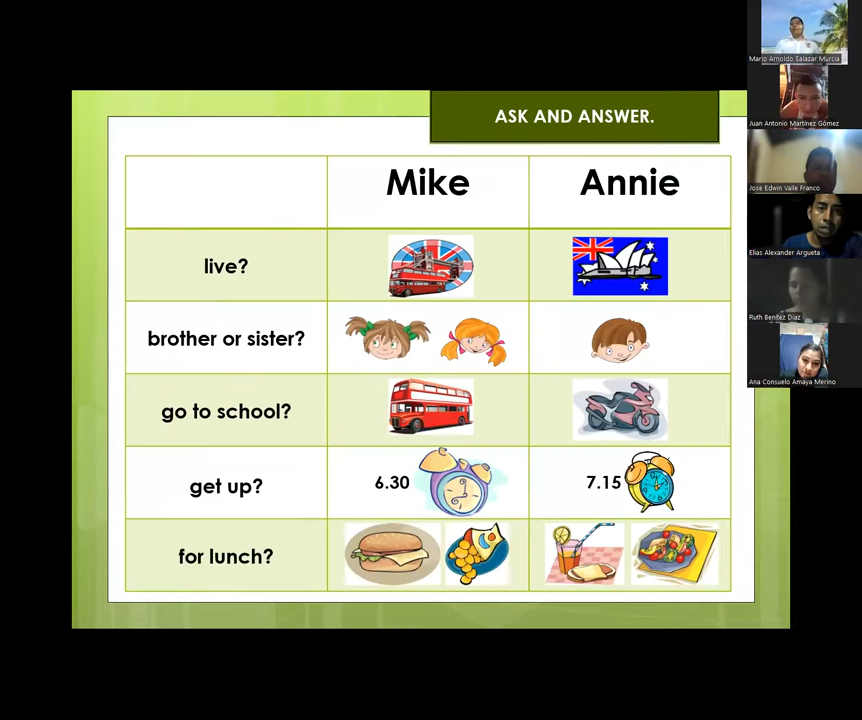 ASK AND ANSWER.
Mike Annie
live?
brother or sister?
go to school?
get up? 6.30 7.15
for lunch?
Mario Arnoldo Salazar Murcia
Juan Antonio Martínez Gómez
Jose Edwin Valle Franco
Elias Alexander Argueta
Ruth Benítez Diaz
Ana Consuelo Amaya Merino